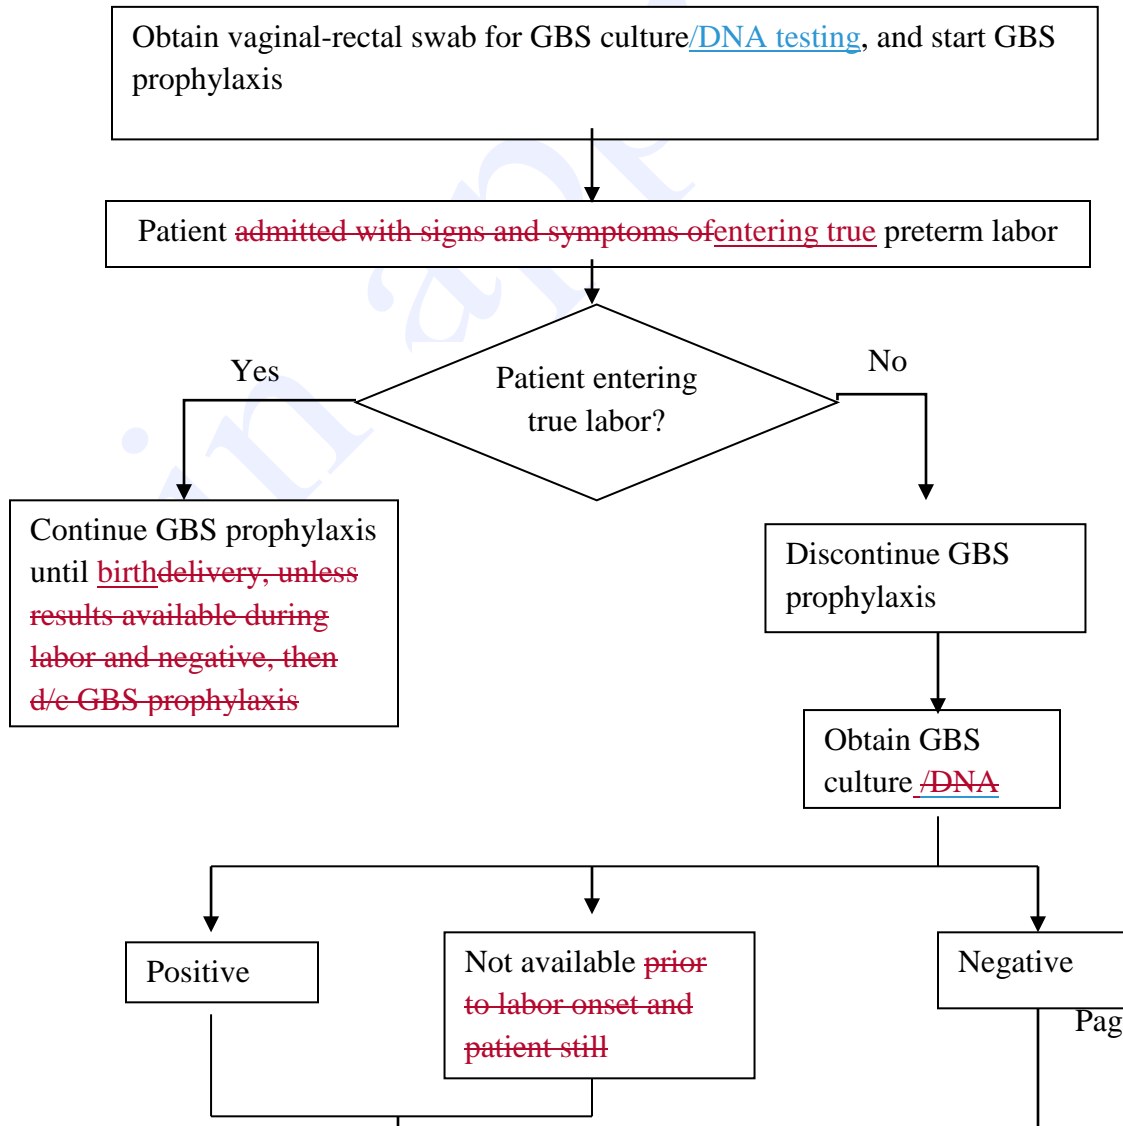 Obtain vaginal-rectal swab for GBS culture/DNA testing, and start GBS
prophylaxis
Patient admitted with signs and symptoms ofentering true preterm labor
Yes
No
Patient entering
true labor?
Continue GBS prophylaxis
until birthdelivery, unless
results available during
labor and negative, then
d/c GBS prophylaxis
Discontinue GBS
prophylaxis
Obtain GBS
culture /DNA
Positive
Not available prior
to labor onset and
patient still
Negative
Pag